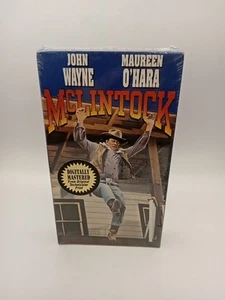 JOHN WAYNE
MAUREEN O'HARA
McLINTOCK
DIGITALLY
MASTERED